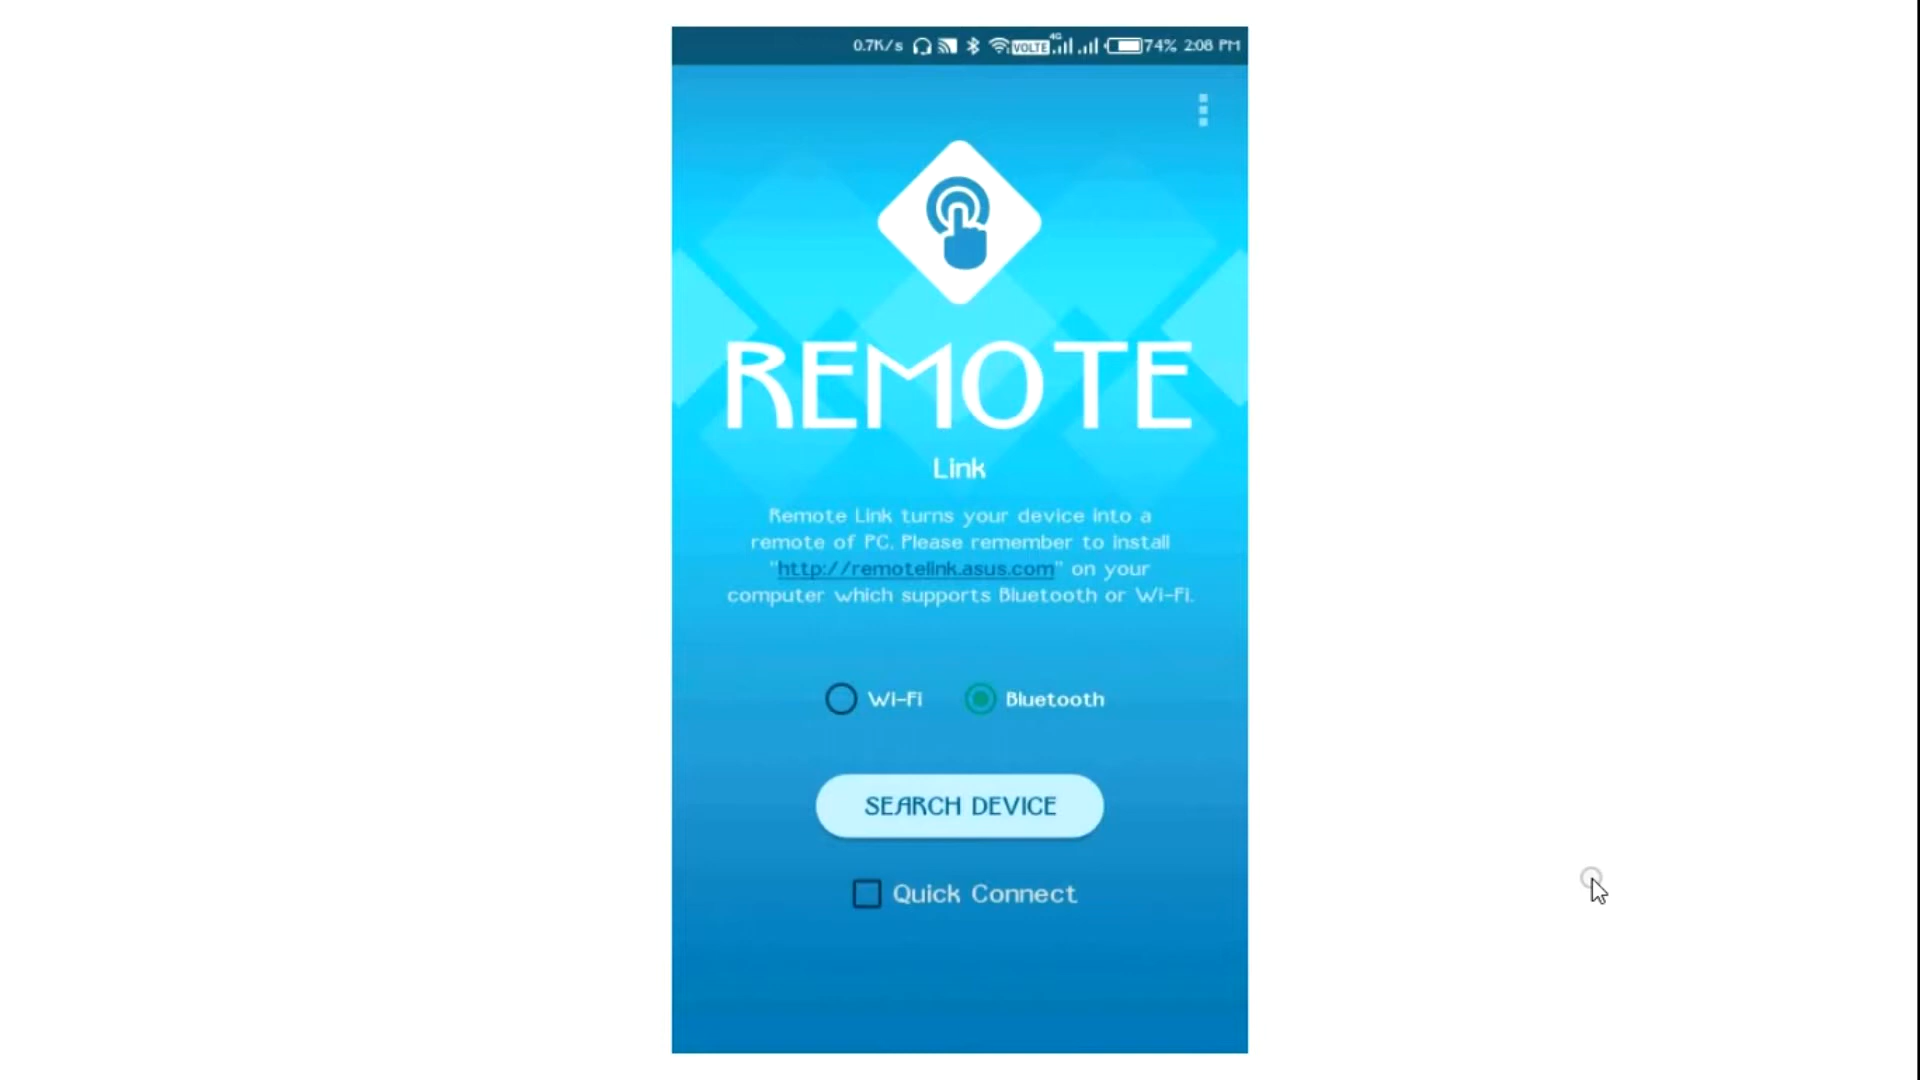 0.7K/s VOLTE 4G 74% 2:08 PM
REMOTE
Link
Remote Link turns your device into a
remote of PC. Please remember to install
"http://remotelink.asus.com" on your
computer which supports Bluetooth or Wi-Fi.
Wi-Fi Bluetooth
SEARCH DEVICE
Quick Connect